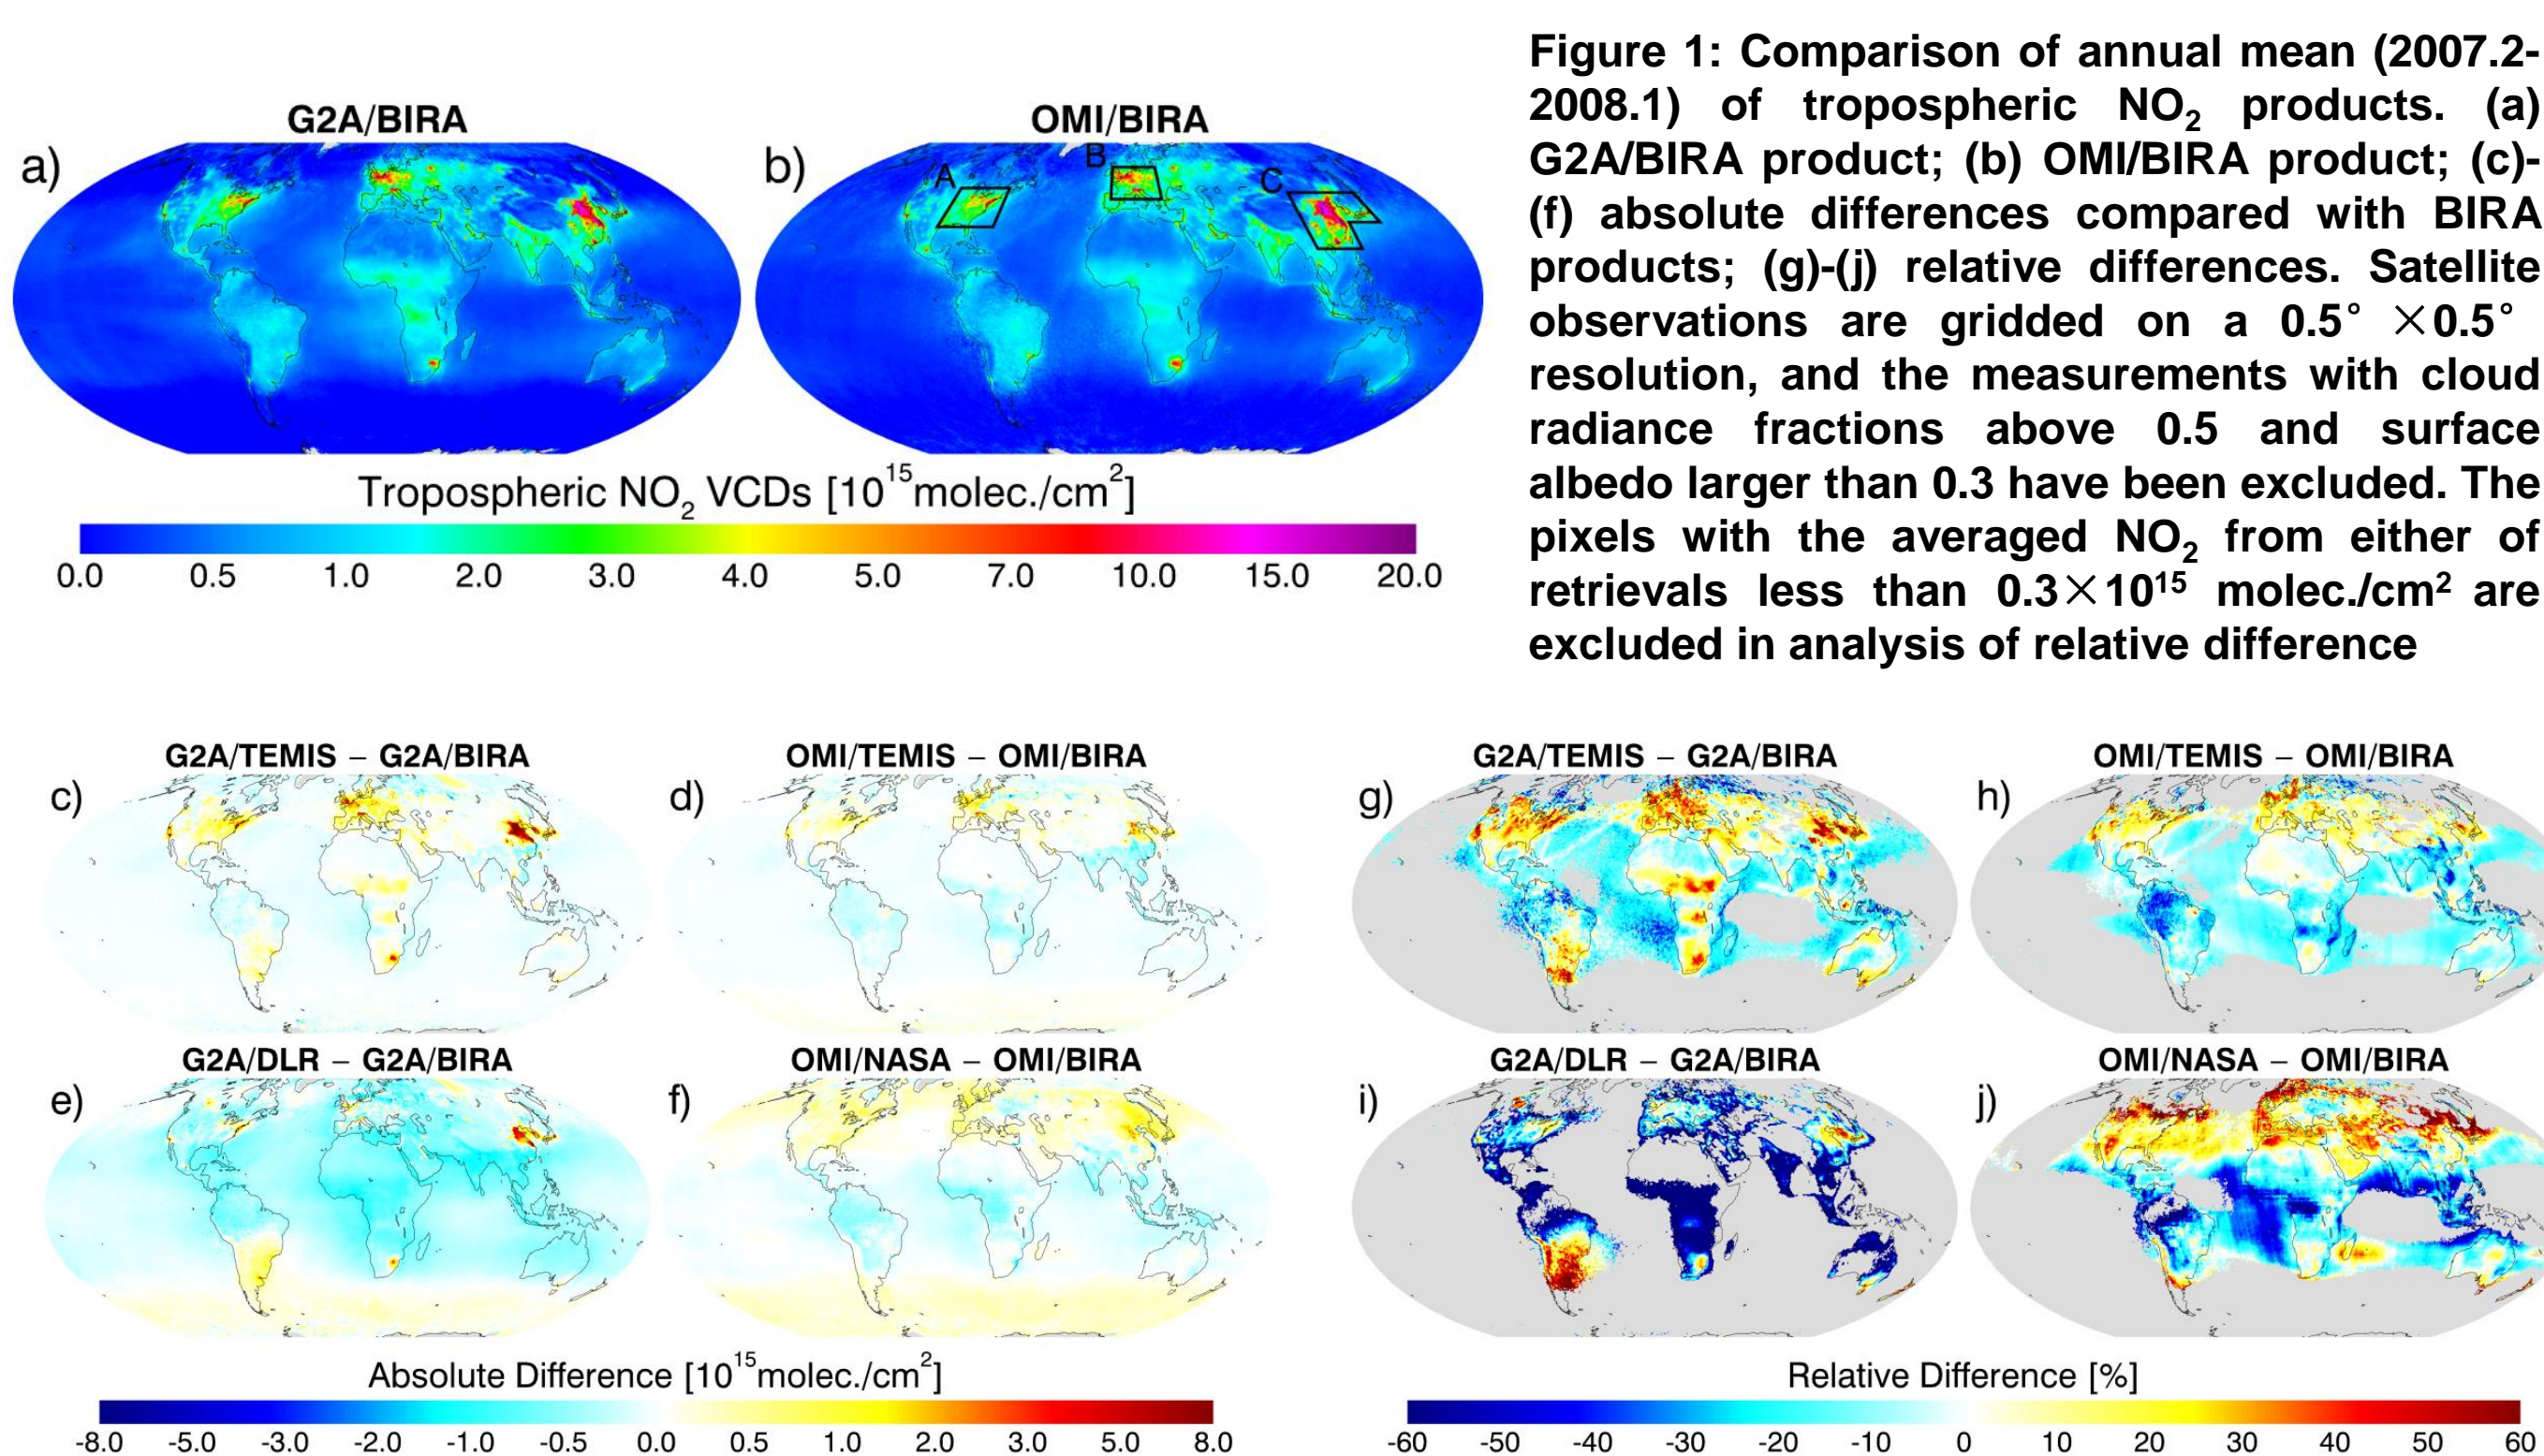 Figure 1: Comparison of annual mean (2007.2-
2008.1) of tropospheric NO₂ products. (a)
G2A/BIRA product; (b) OMI/BIRA product; (c)-
(f) absolute differences compared with BIRA
products; (g)-(j) relative differences. Satellite
observations are gridded on a 0.5° ×0.5°
resolution, and the measurements with cloud
radiance fractions above 0.5 and surface
albedo larger than 0.3 have been excluded. The
pixels with the averaged NO₂ from either of
retrievals less than 0.3×10¹⁵ molec./cm² are
excluded in analysis of relative difference
G2A/BIRA
OMI/BIRA
a)
b)
A
B
C
Tropospheric NO₂ VCDs [10¹⁵molec./cm²]
0.0 0.5 1.0 2.0 3.0 4.0 5.0 7.0 10.0 15.0 20.0
G2A/TEMIS – G2A/BIRA
OMI/TEMIS – OMI/BIRA
c)
d)
G2A/DLR – G2A/BIRA
OMI/NASA – OMI/BIRA
e)
f)
Absolute Difference [10¹⁵molec./cm²]
-8.0 -5.0 -3.0 -2.0 -1.0 -0.5 0.0 0.5 1.0 2.0 3.0 5.0 8.0
G2A/TEMIS – G2A/BIRA
OMI/TEMIS – OMI/BIRA
g)
h)
G2A/DLR – G2A/BIRA
OMI/NASA – OMI/BIRA
i)
j)
Relative Difference [%]
-60 -50 -40 -30 -20 -10 0 10 20 30 40 50 60